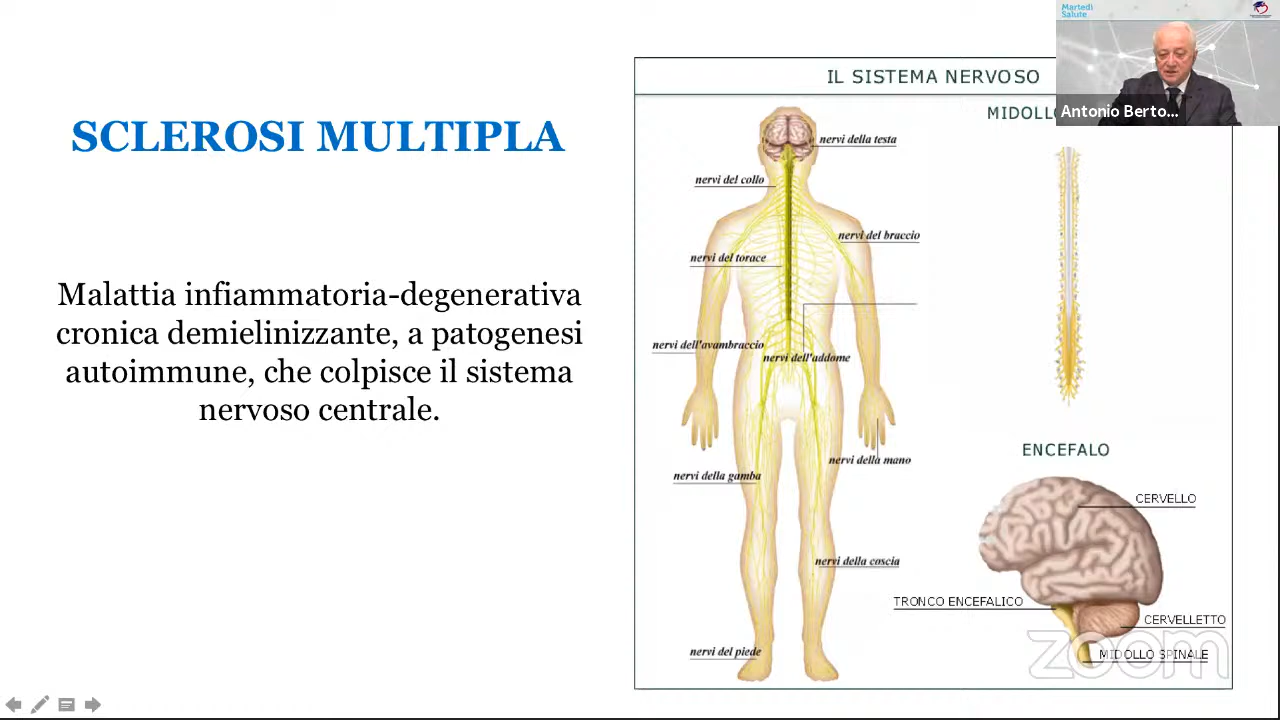 SCLEROSI MULTIPLA
Malattia infiammatoria-degenerativa
cronica demielinizzante, a patogenesi
autoimmune, che colpisce il sistema
nervoso centrale.
IL SISTEMA NERVOSO
nervi della testa
nervi del collo
nervi del braccio
nervi del torace
nervi dell'avambraccio
nervi dell'addome
nervi della mano
nervi della gamba
nervi della coscia
nervi del piede
MIDOLLO
ENCEFALO
CERVELLO
TRONCO ENCEFALICO
CERVELLETTO
MIDOLLO SPINALE
zoom
Martedì
Salute
Antonio Berto...